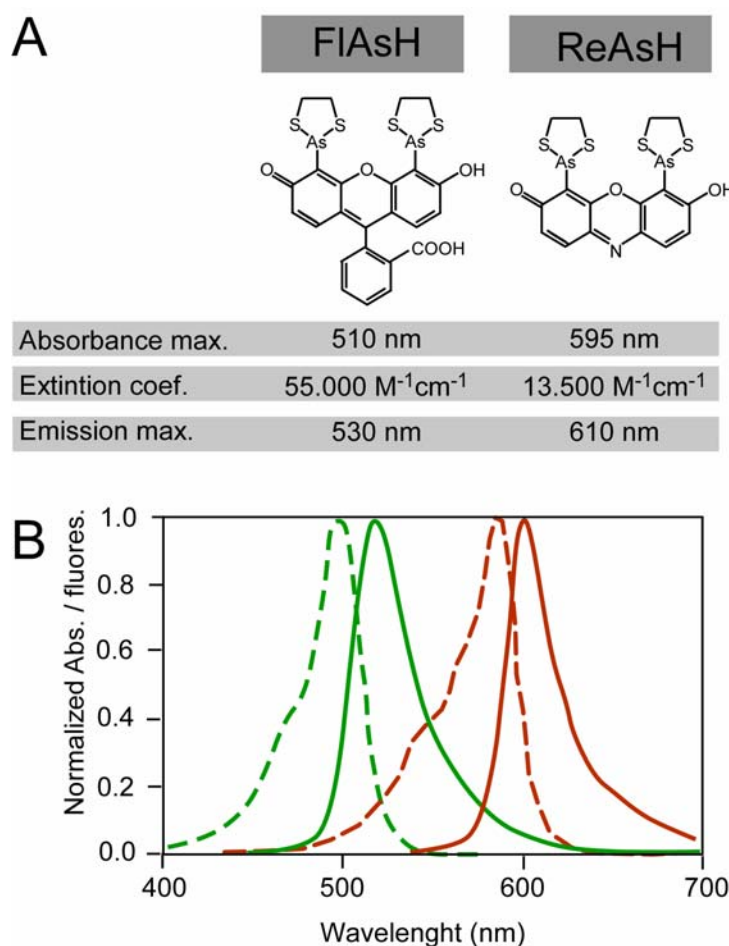 A
FlAsH ReAsH
S S S S S S S S
As As As As
O O OH O O OH
COOH N
Absorbance max. 510 nm 595 nm
Extintion coef. 55.000 M⁻¹cm⁻¹ 13.500 M⁻¹cm⁻¹
Emission max. 530 nm 610 nm
B
Normalized Abs. / fluores.
1.0
0.8
0.6
0.4
0.2
0.0
400 500 600 700
Wavelenght (nm)